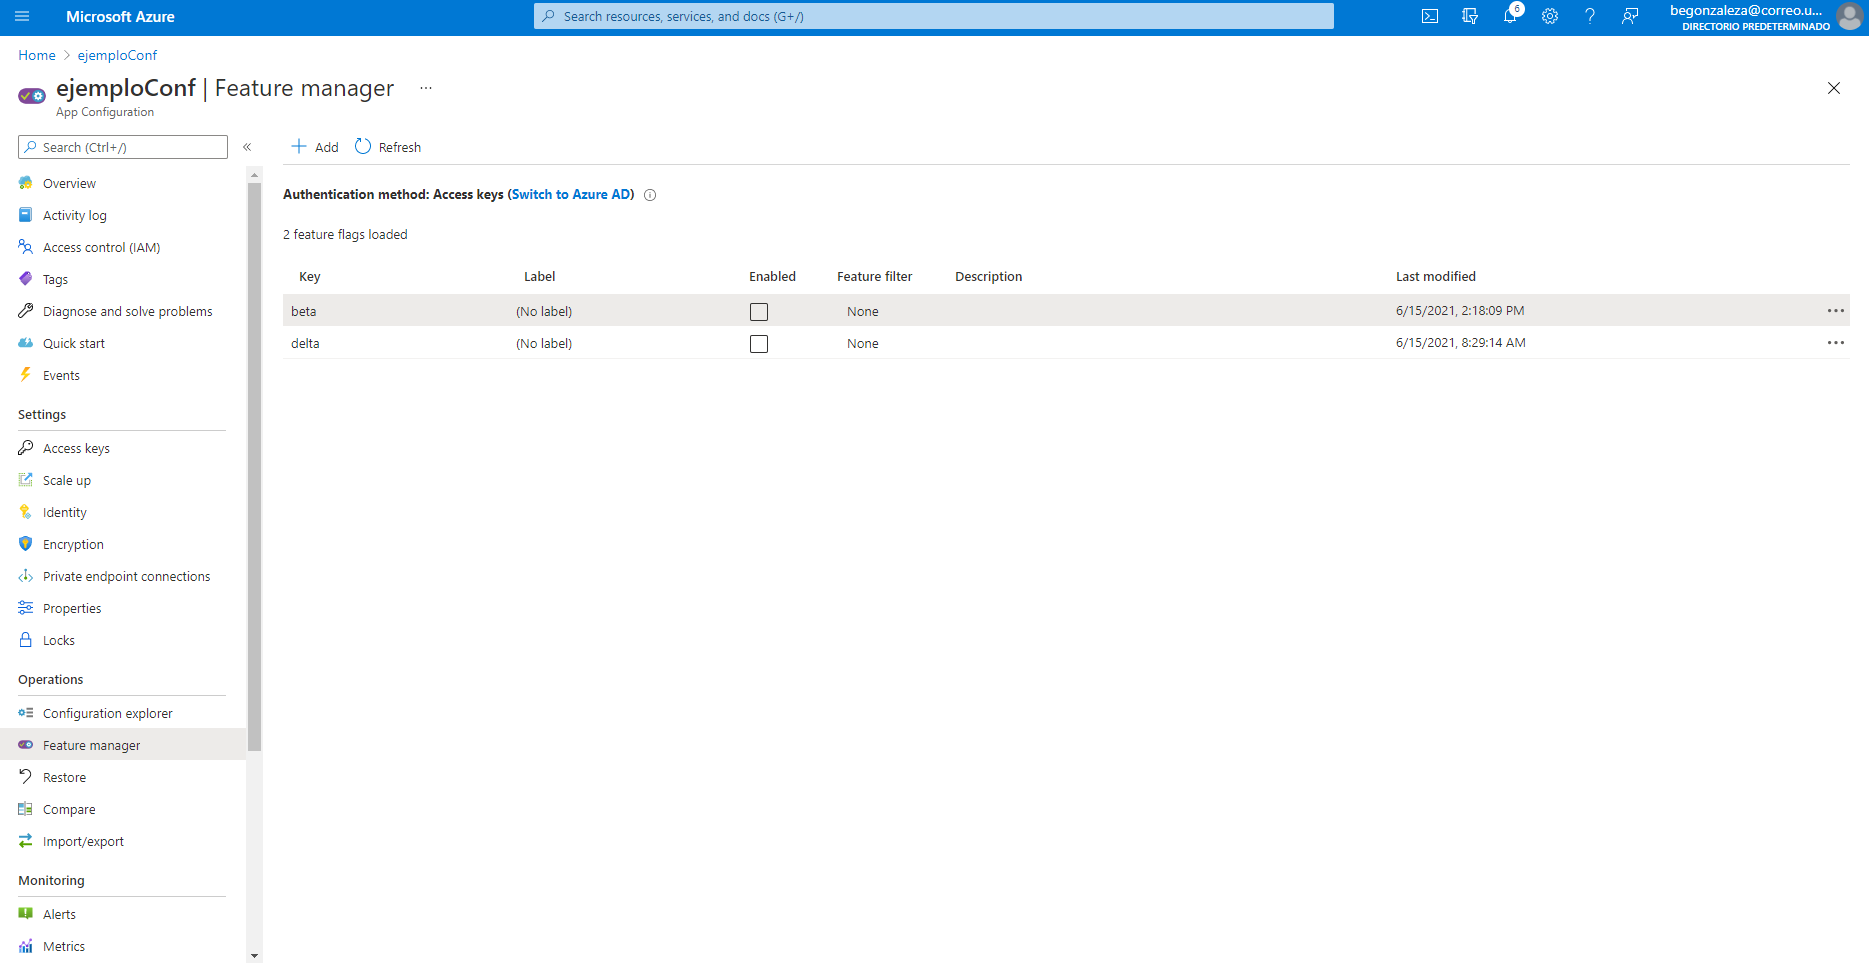 Microsoft Azure
Search resources, services, and docs (G+/)
6
begonzaleza@correo.u...
DIRECTORIO PREDETERMINADO
Home > ejemploConf
ejemploConf | Feature manager ...
App Configuration
Search (Ctrl+/)
«
Overview
Activity log
Access control (IAM)
Tags
Diagnose and solve problems
Quick start
Events
Settings
Access keys
Scale up
Identity
Encryption
Private endpoint connections
Properties
Locks
Operations
Configuration explorer
Feature manager
Restore
Compare
Import/export
Monitoring
Alerts
Metrics
Add Refresh
Authentication method: Access keys (Switch to Azure AD)
2 feature flags loaded
Key Label Enabled Feature filter Description Last modified
beta (No label) None 6/15/2021, 2:18:09 PM
delta (No label) None 6/15/2021, 8:29:14 AM